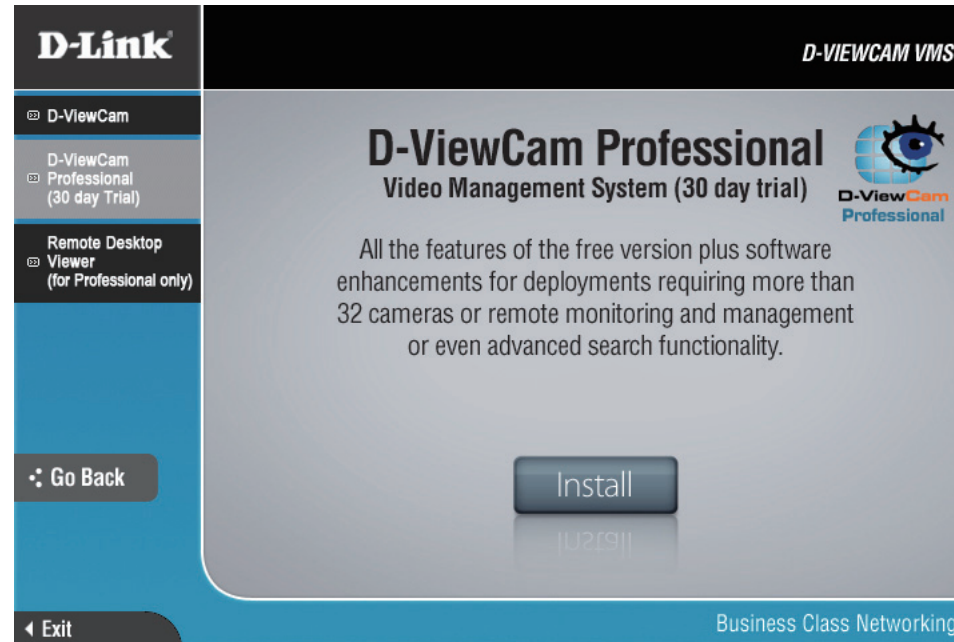 D-Link
D-VIEWCAM VMS
D-ViewCam
D-ViewCam
Professional
(30 day Trial)
Remote Desktop
Viewer
(for Professional only)
D-ViewCam Professional
Video Management System (30 day trial)
D-ViewCam
Professional
All the features of the free version plus software
enhancements for deployments requiring more than
32 cameras or remote monitoring and management
or even advanced search functionality.
Install
Go Back
Exit
Business Class Networking